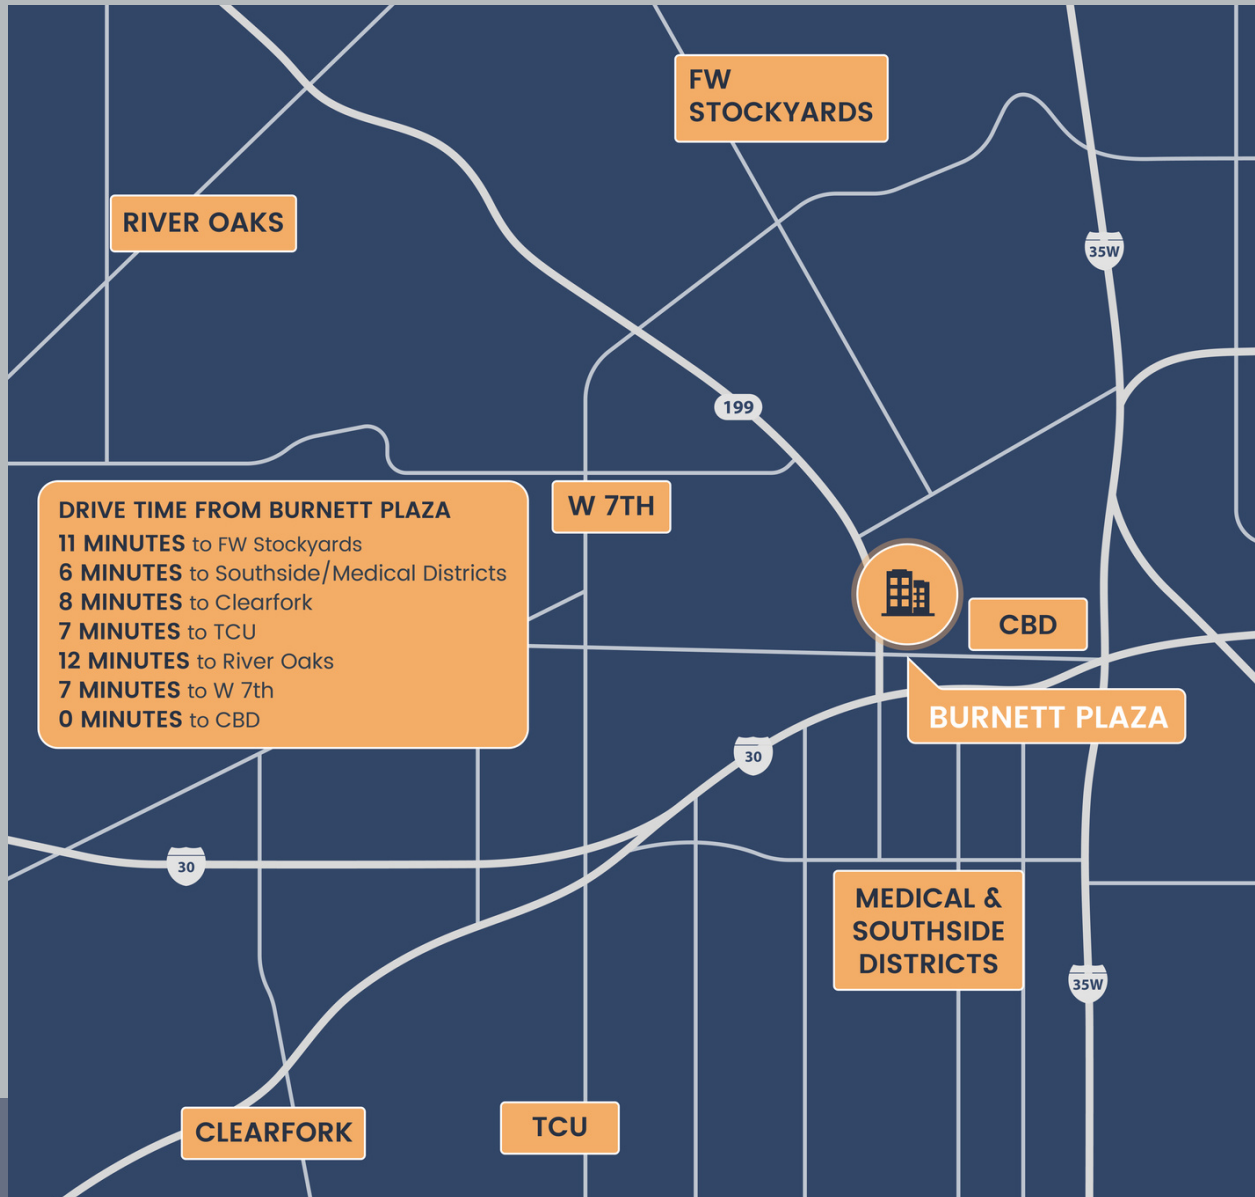 FW
STOCKYARDS
RIVER OAKS
35W
199
W 7TH
DRIVE TIME FROM BURNETT PLAZA
11 MINUTES to FW Stockyards
6 MINUTES to Southside/Medical Districts
8 MINUTES to Clearfork
7 MINUTES to TCU
12 MINUTES to River Oaks
7 MINUTES to W 7th
0 MINUTES to CBD
CBD
BURNETT PLAZA
30
30
MEDICAL &
SOUTHSIDE
DISTRICTS
35W
CLEARFORK
TCU